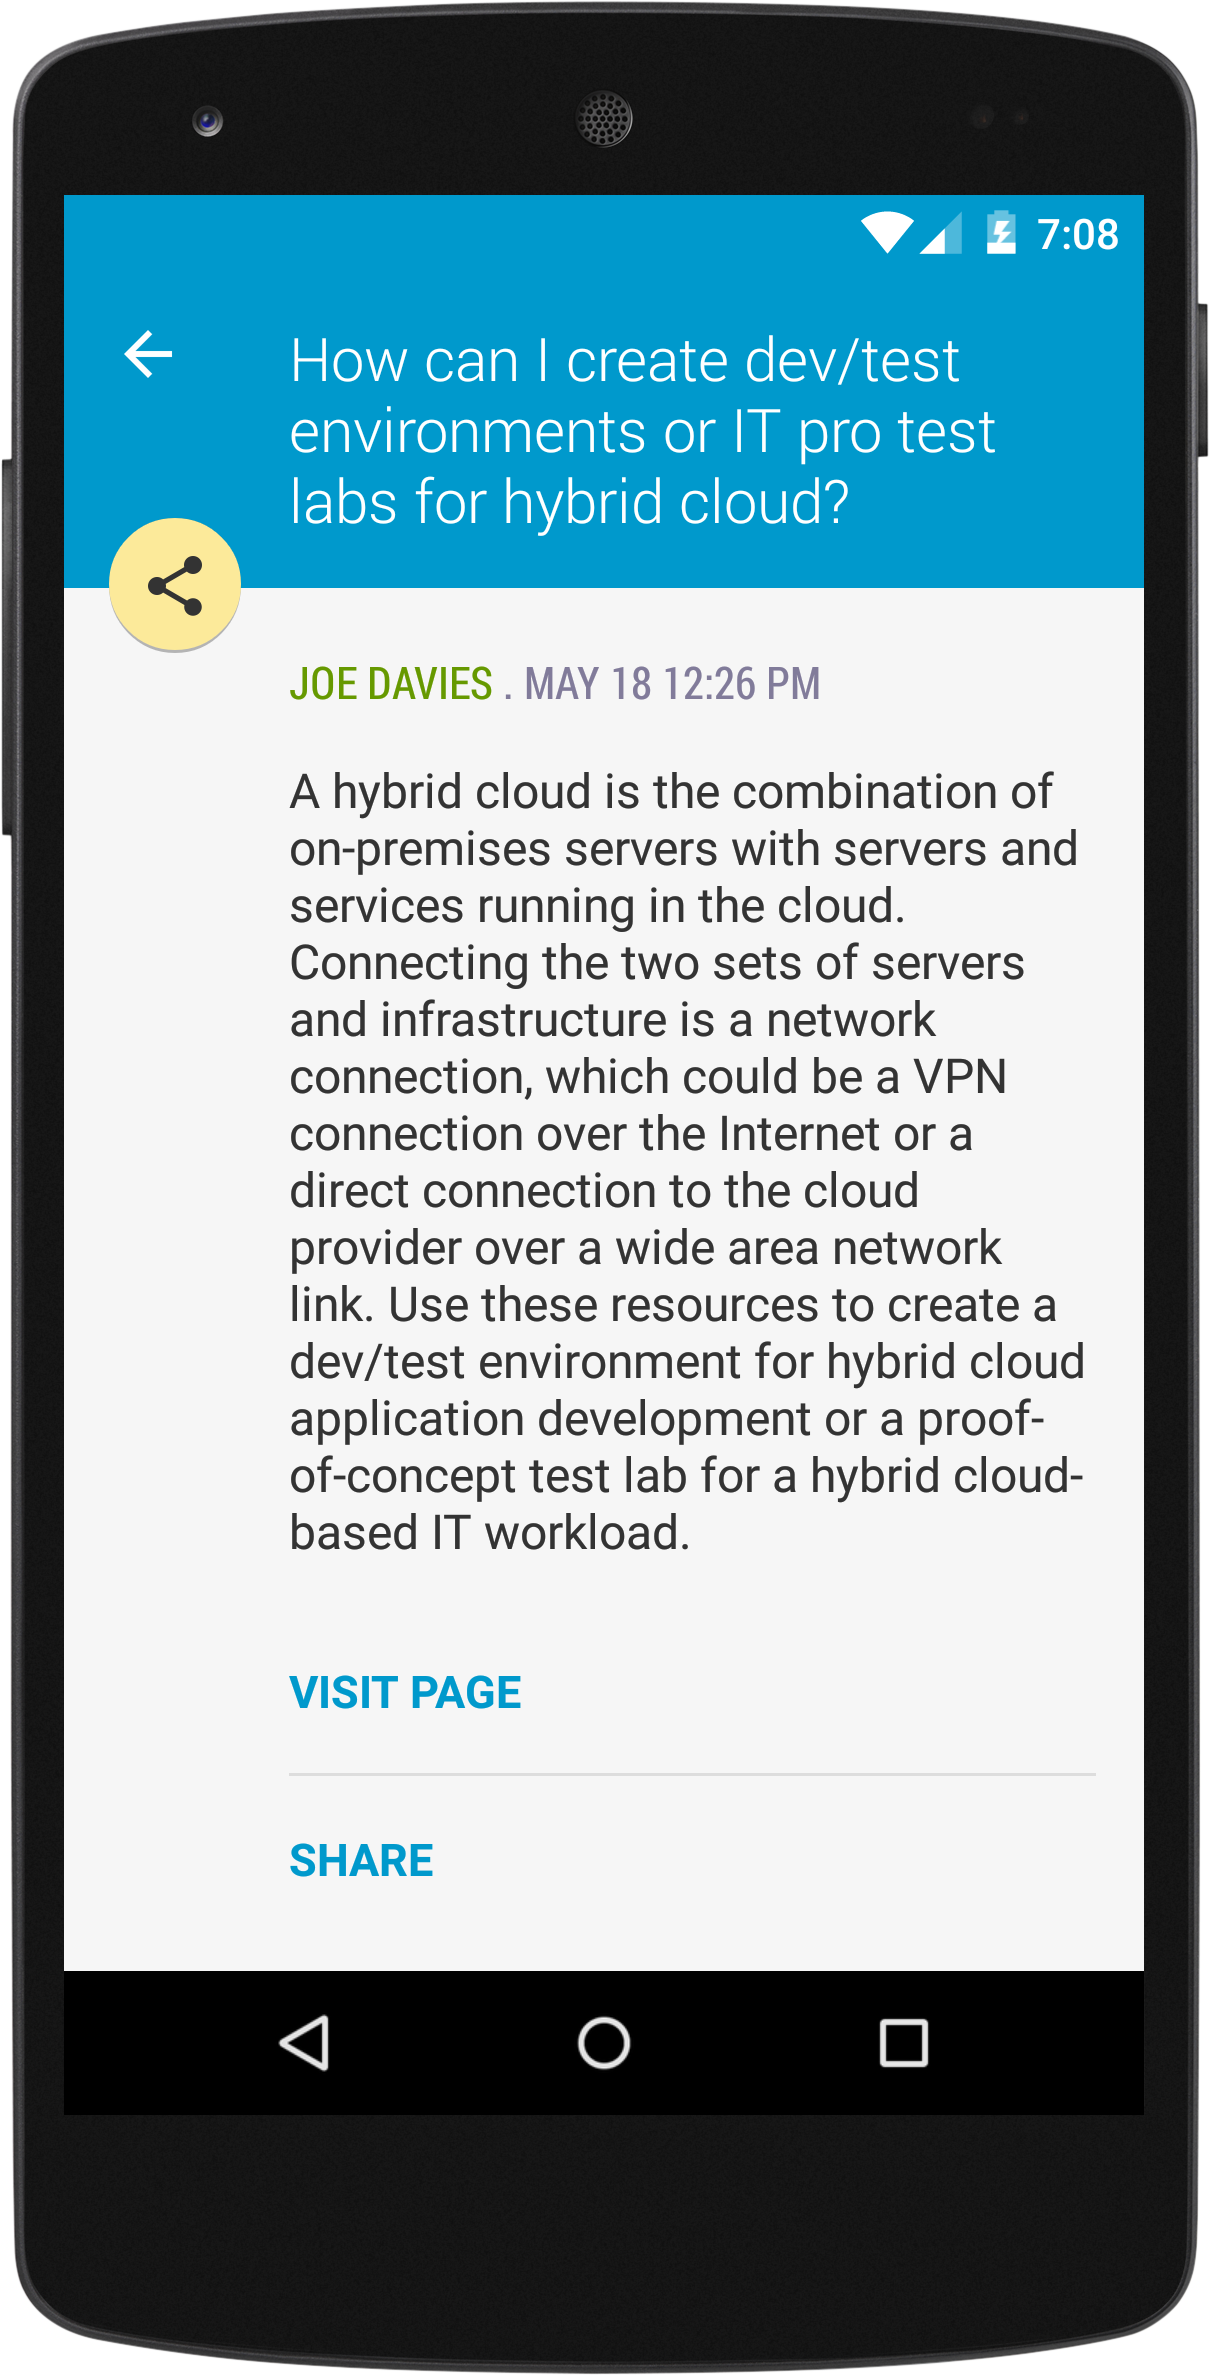 7:08
How can I create dev/test
environments or IT pro test
labs for hybrid cloud?
JOE DAVIES . MAY 18 12:26 PM
A hybrid cloud is the combination of
on-premises servers with servers and
services running in the cloud.
Connecting the two sets of servers
and infrastructure is a network
connection, which could be a VPN
connection over the Internet or a
direct connection to the cloud
provider over a wide area network
link. Use these resources to create a
dev/test environment for hybrid cloud
application development or a proof-
of-concept test lab for a hybrid cloud-
based IT workload.
VISIT PAGE
SHARE